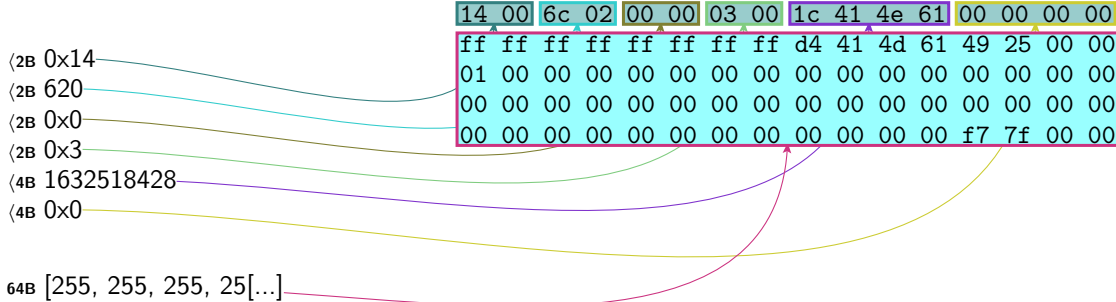 14 00 6c 02 00 00 03 00 1c 41 4e 61 00 00 00 00
ff ff ff ff ff ff ff ff d4 41 4d 61 49 25 00 00
01 00 00 00 00 00 00 00 00 00 00 00 00 00 00 00
00 00 00 00 00 00 00 00 00 00 00 00 00 00 00 00
00 00 00 00 00 00 00 00 00 00 00 00 f7 7f 00 00
⟨2B 0x14
⟨2B 620
⟨2B 0x0
⟨2B 0x3
⟨4B 1632518428
⟨4B 0x0
64B [255, 255, 255, 25[...]